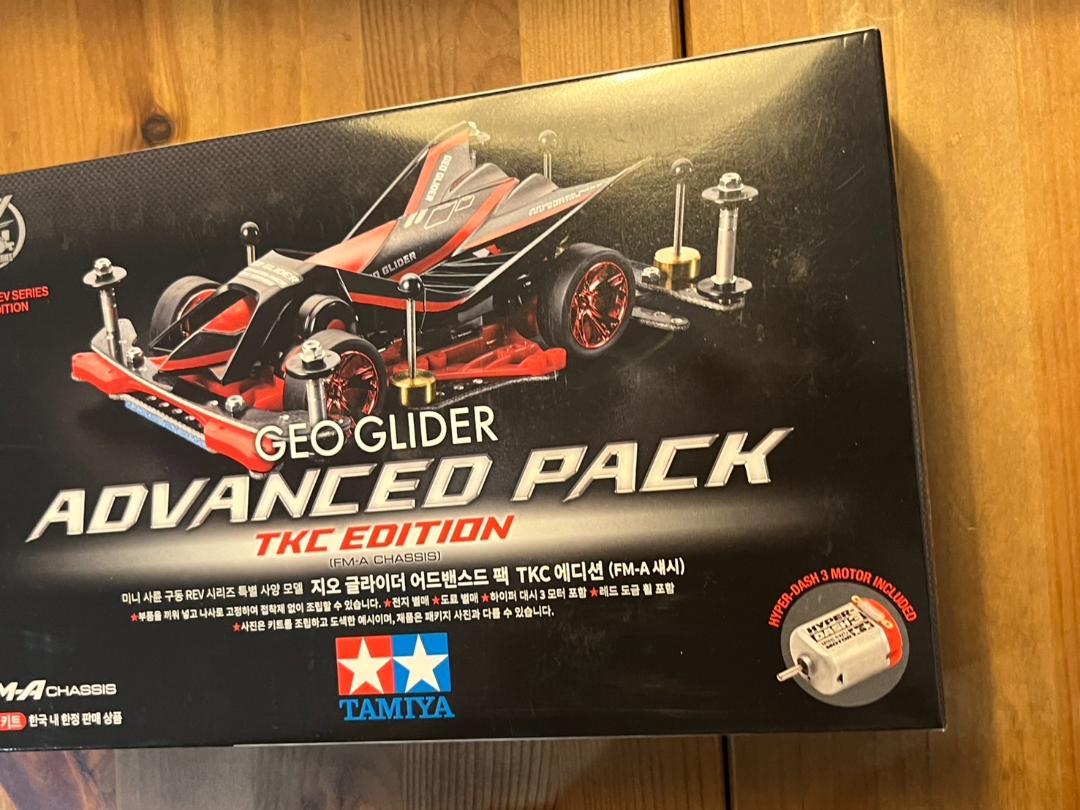 EV SERIES
DITION
GEO GLIDER
GEO GLIDER
GLIDER
GEO GLIDER
ADVANCED PACK
TKC EDITION
(FM-A CHASSIS)
미니 사륜 구동 REV 시리즈 특별 사양 모델 지오 글라이더 어드밴스드 팩 TKC 에디션 (FM-A 섀시)
★부품을 끼워 넣고 나사로 고정하여 접착제 없이 조립할 수 있습니다. ★전지 별매 ★도료 별매 ★하이퍼 대시 3 모터 포함 ★레드 도금 휠 포함
★사진은 키트를 조립하고 도색한 예시이며, 제품은 패키지 사진과 다를 수 있습니다.
HYPER-DASH 3 MOTOR INCLUDED
HYPER-
DASH 3
MOTOR
TAMIYA
M-A CHASSIS
키트 한국 내 한정 판매 상품